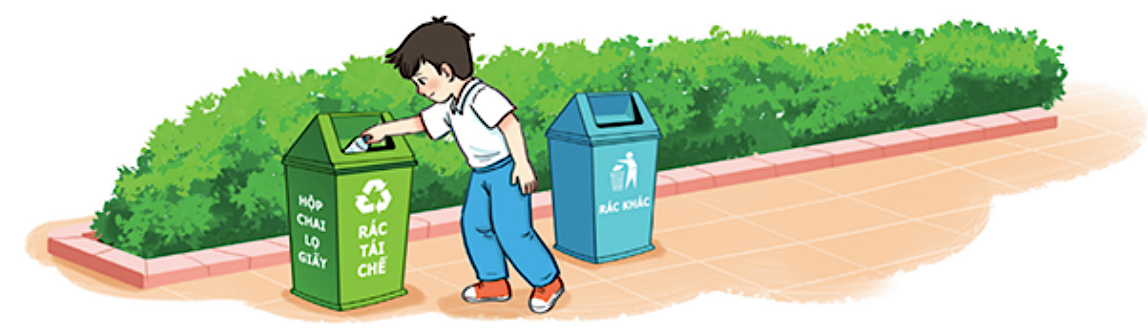 HỘP
CHAI
LỌ
GIẤY
RÁC
TÁI
CHẾ
RÁC KHÁC